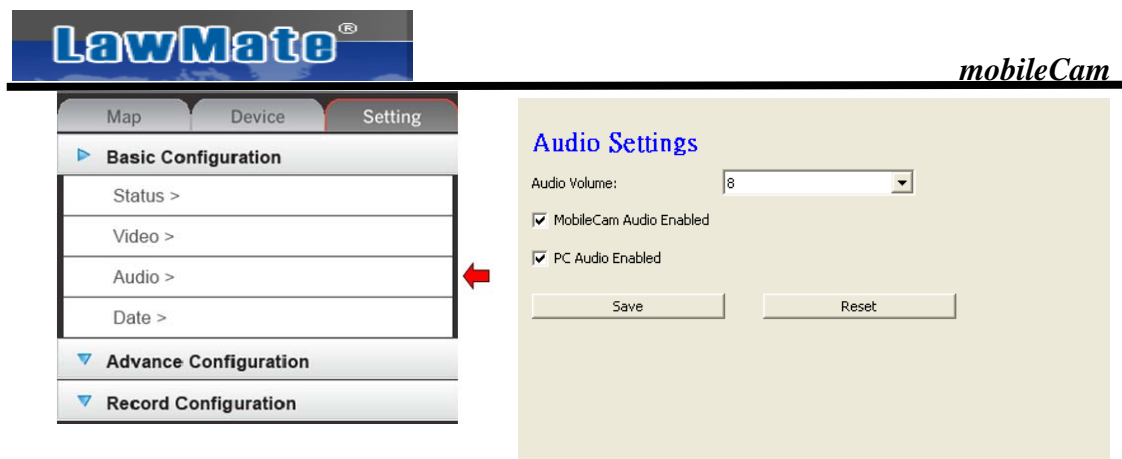 LawMate®
mobileCam
Map Device Setting
Basic Configuration
Status >
Video >
Audio >
Date >
Advance Configuration
Record Configuration
Audio Settings
Audio Volume: 8
MobileCam Audio Enabled
PC Audio Enabled
Save Reset